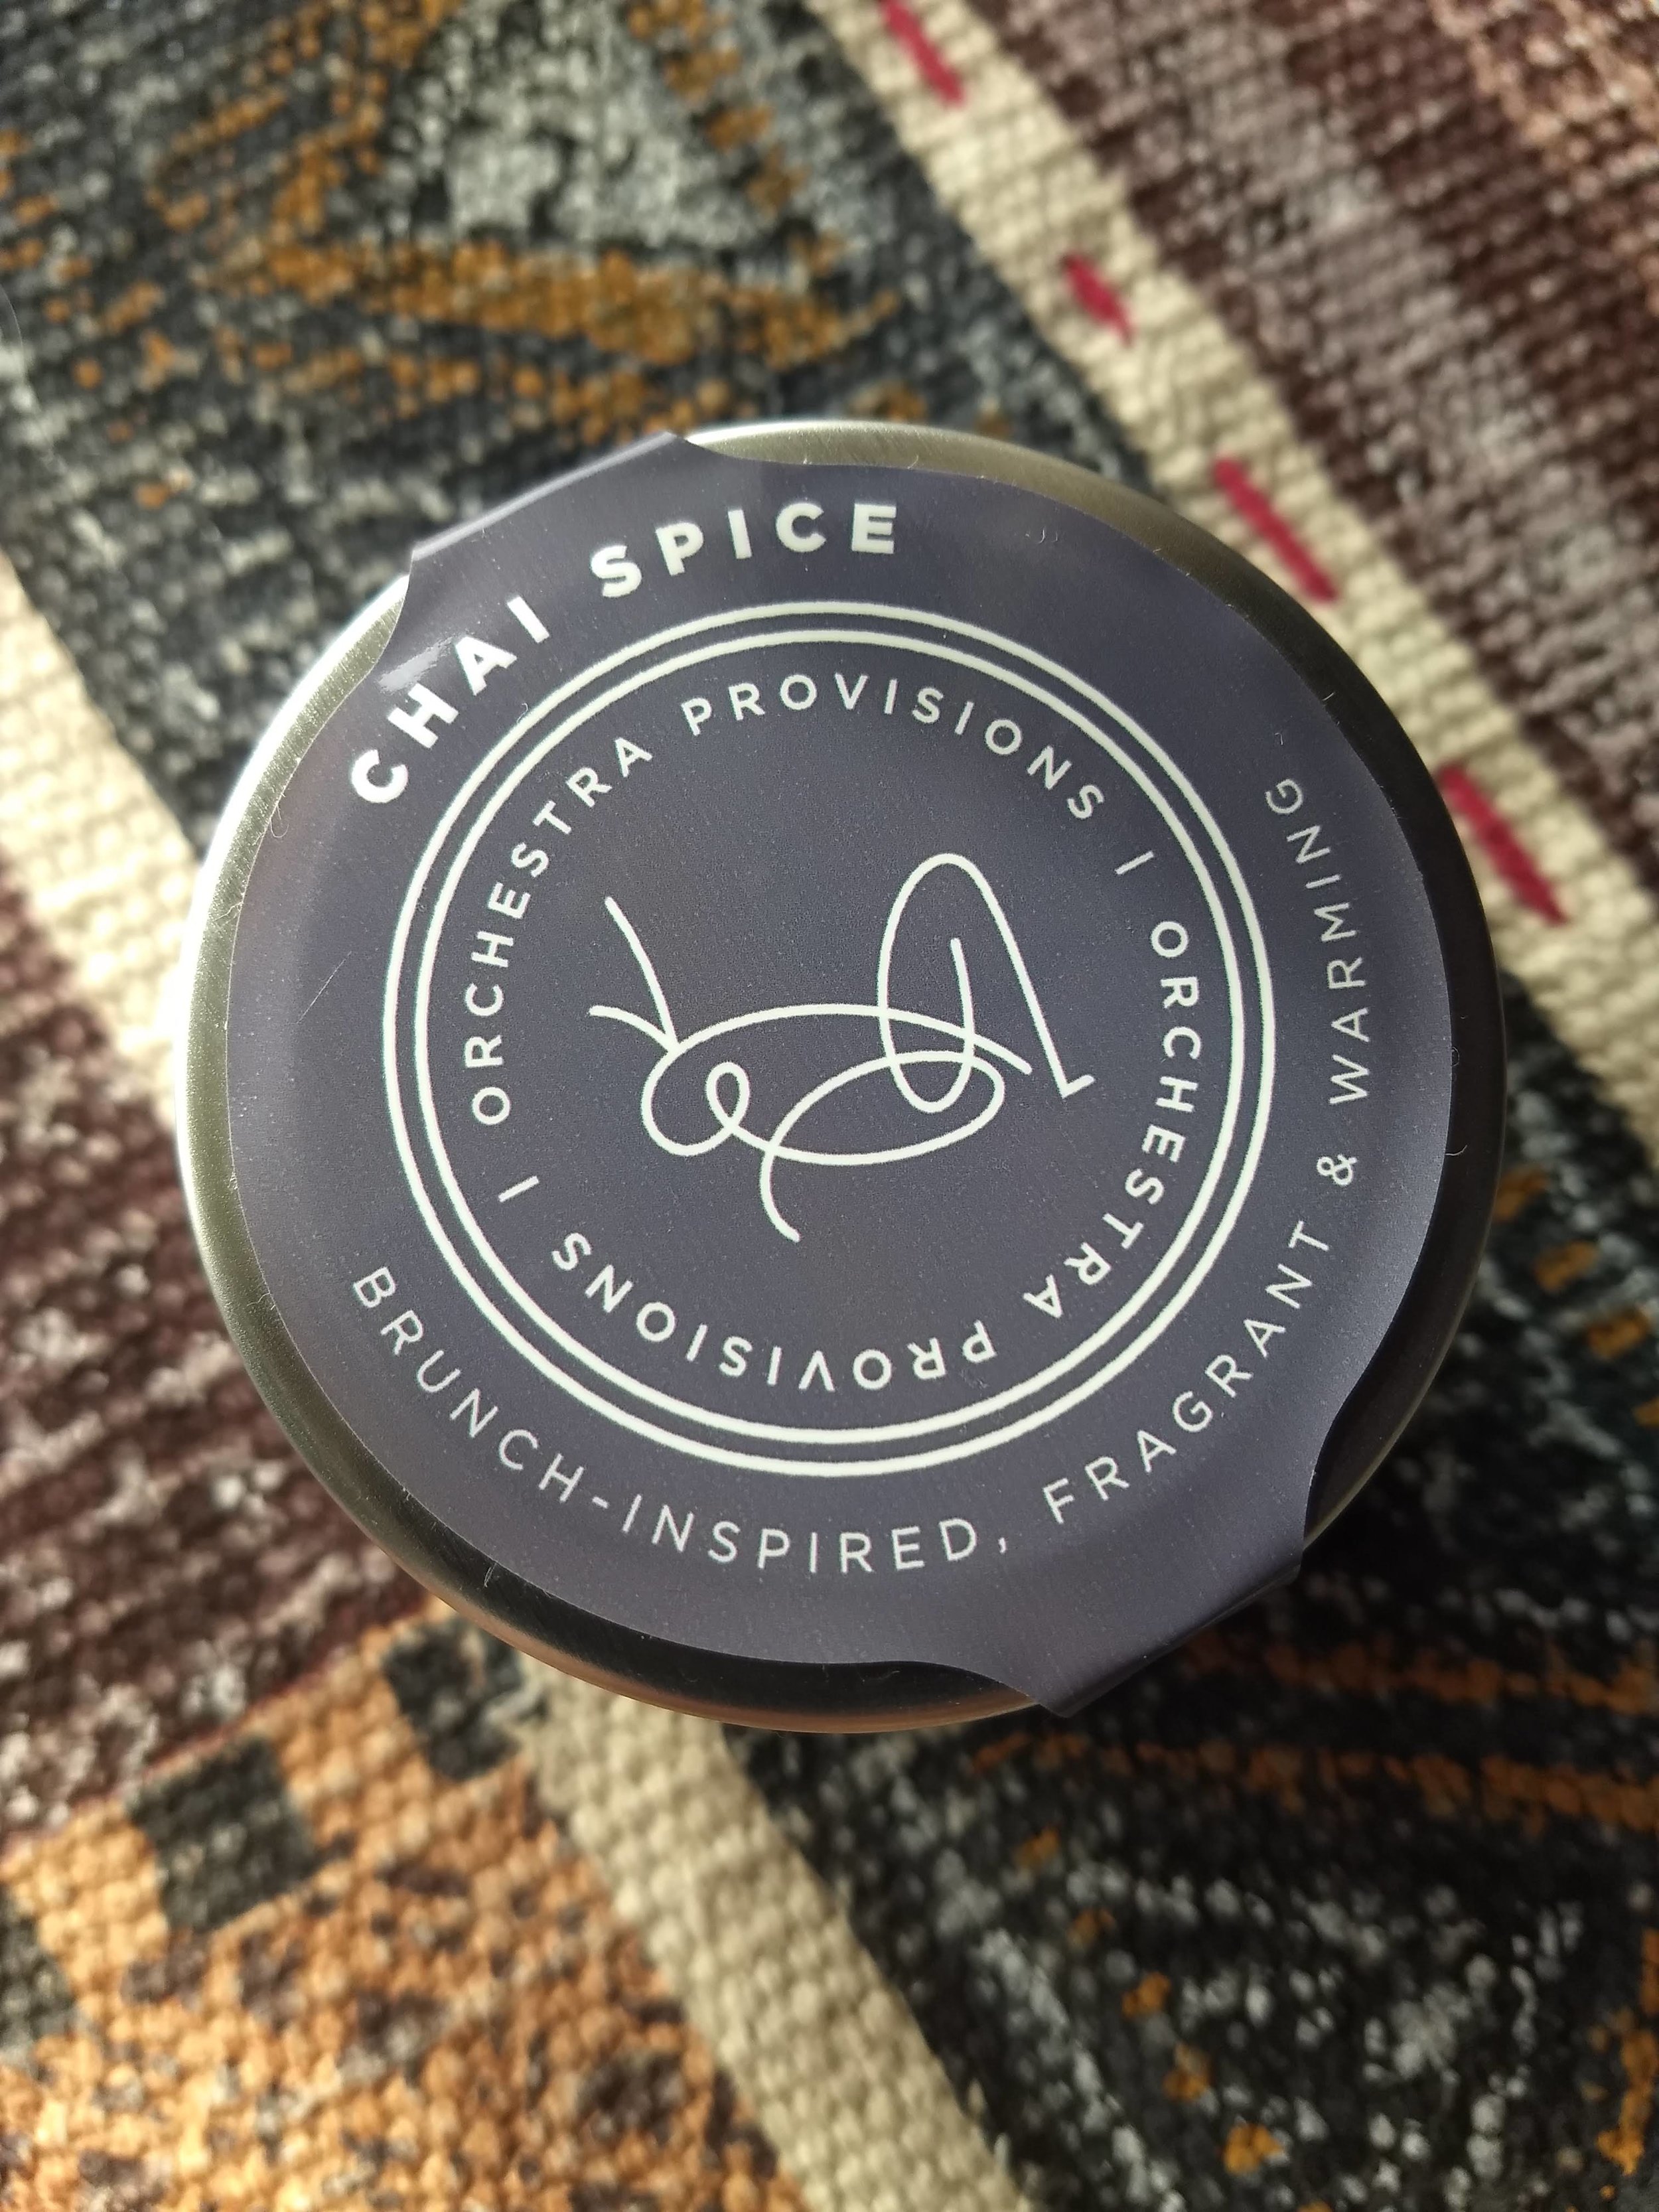 CHAI SPICE
ORCHESTRA PROVISIONS | ORCHESTRA PROVISIONS |
BRUNCH-INSPIRED, FRAGRANT & WARMING